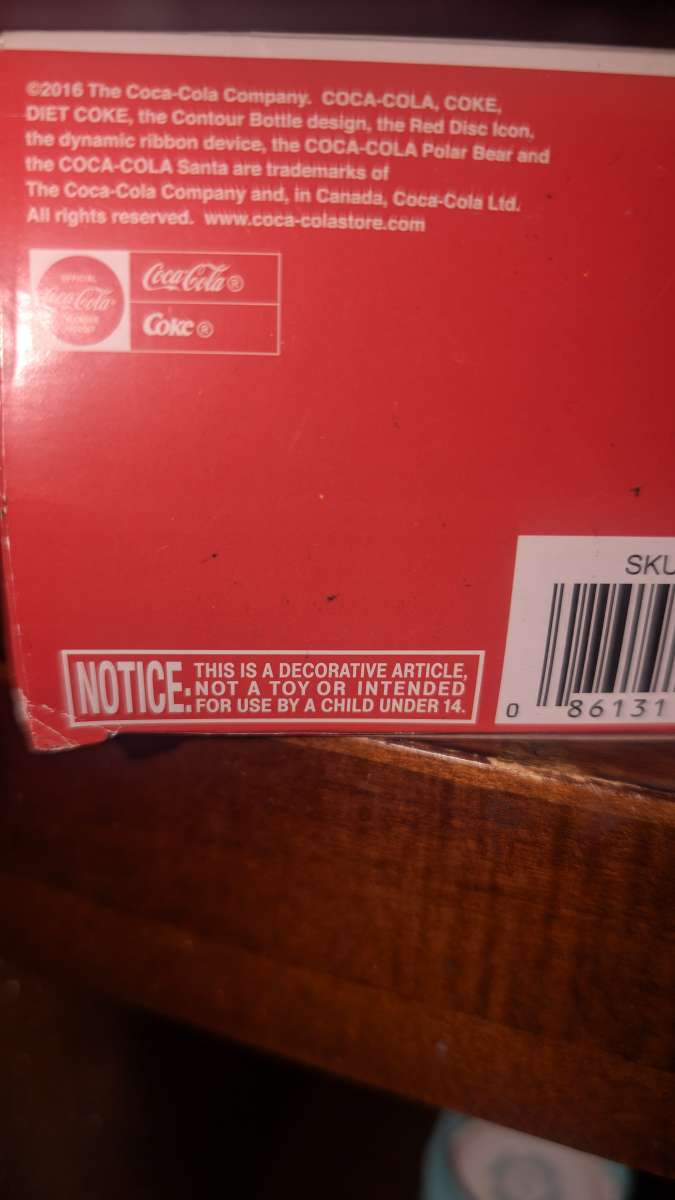 ©2016 The Coca-Cola Company. COCA-COLA, COKE,
DIET COKE, the Contour Bottle design, the Red Disc Icon,
the dynamic ribbon device, the COCA-COLA Polar Bear and
the COCA-COLA Santa are trademarks of
The Coca-Cola Company and, in Canada, Coca-Cola Ltd.
All rights reserved. www.coca-colastore.com
OFFICIAL
Coca-Cola
Coca-Cola®
Coke®
SKU
NOTICE: THIS IS A DECORATIVE ARTICLE,
NOT A TOY OR INTENDED
FOR USE BY A CHILD UNDER 14.
0 86131